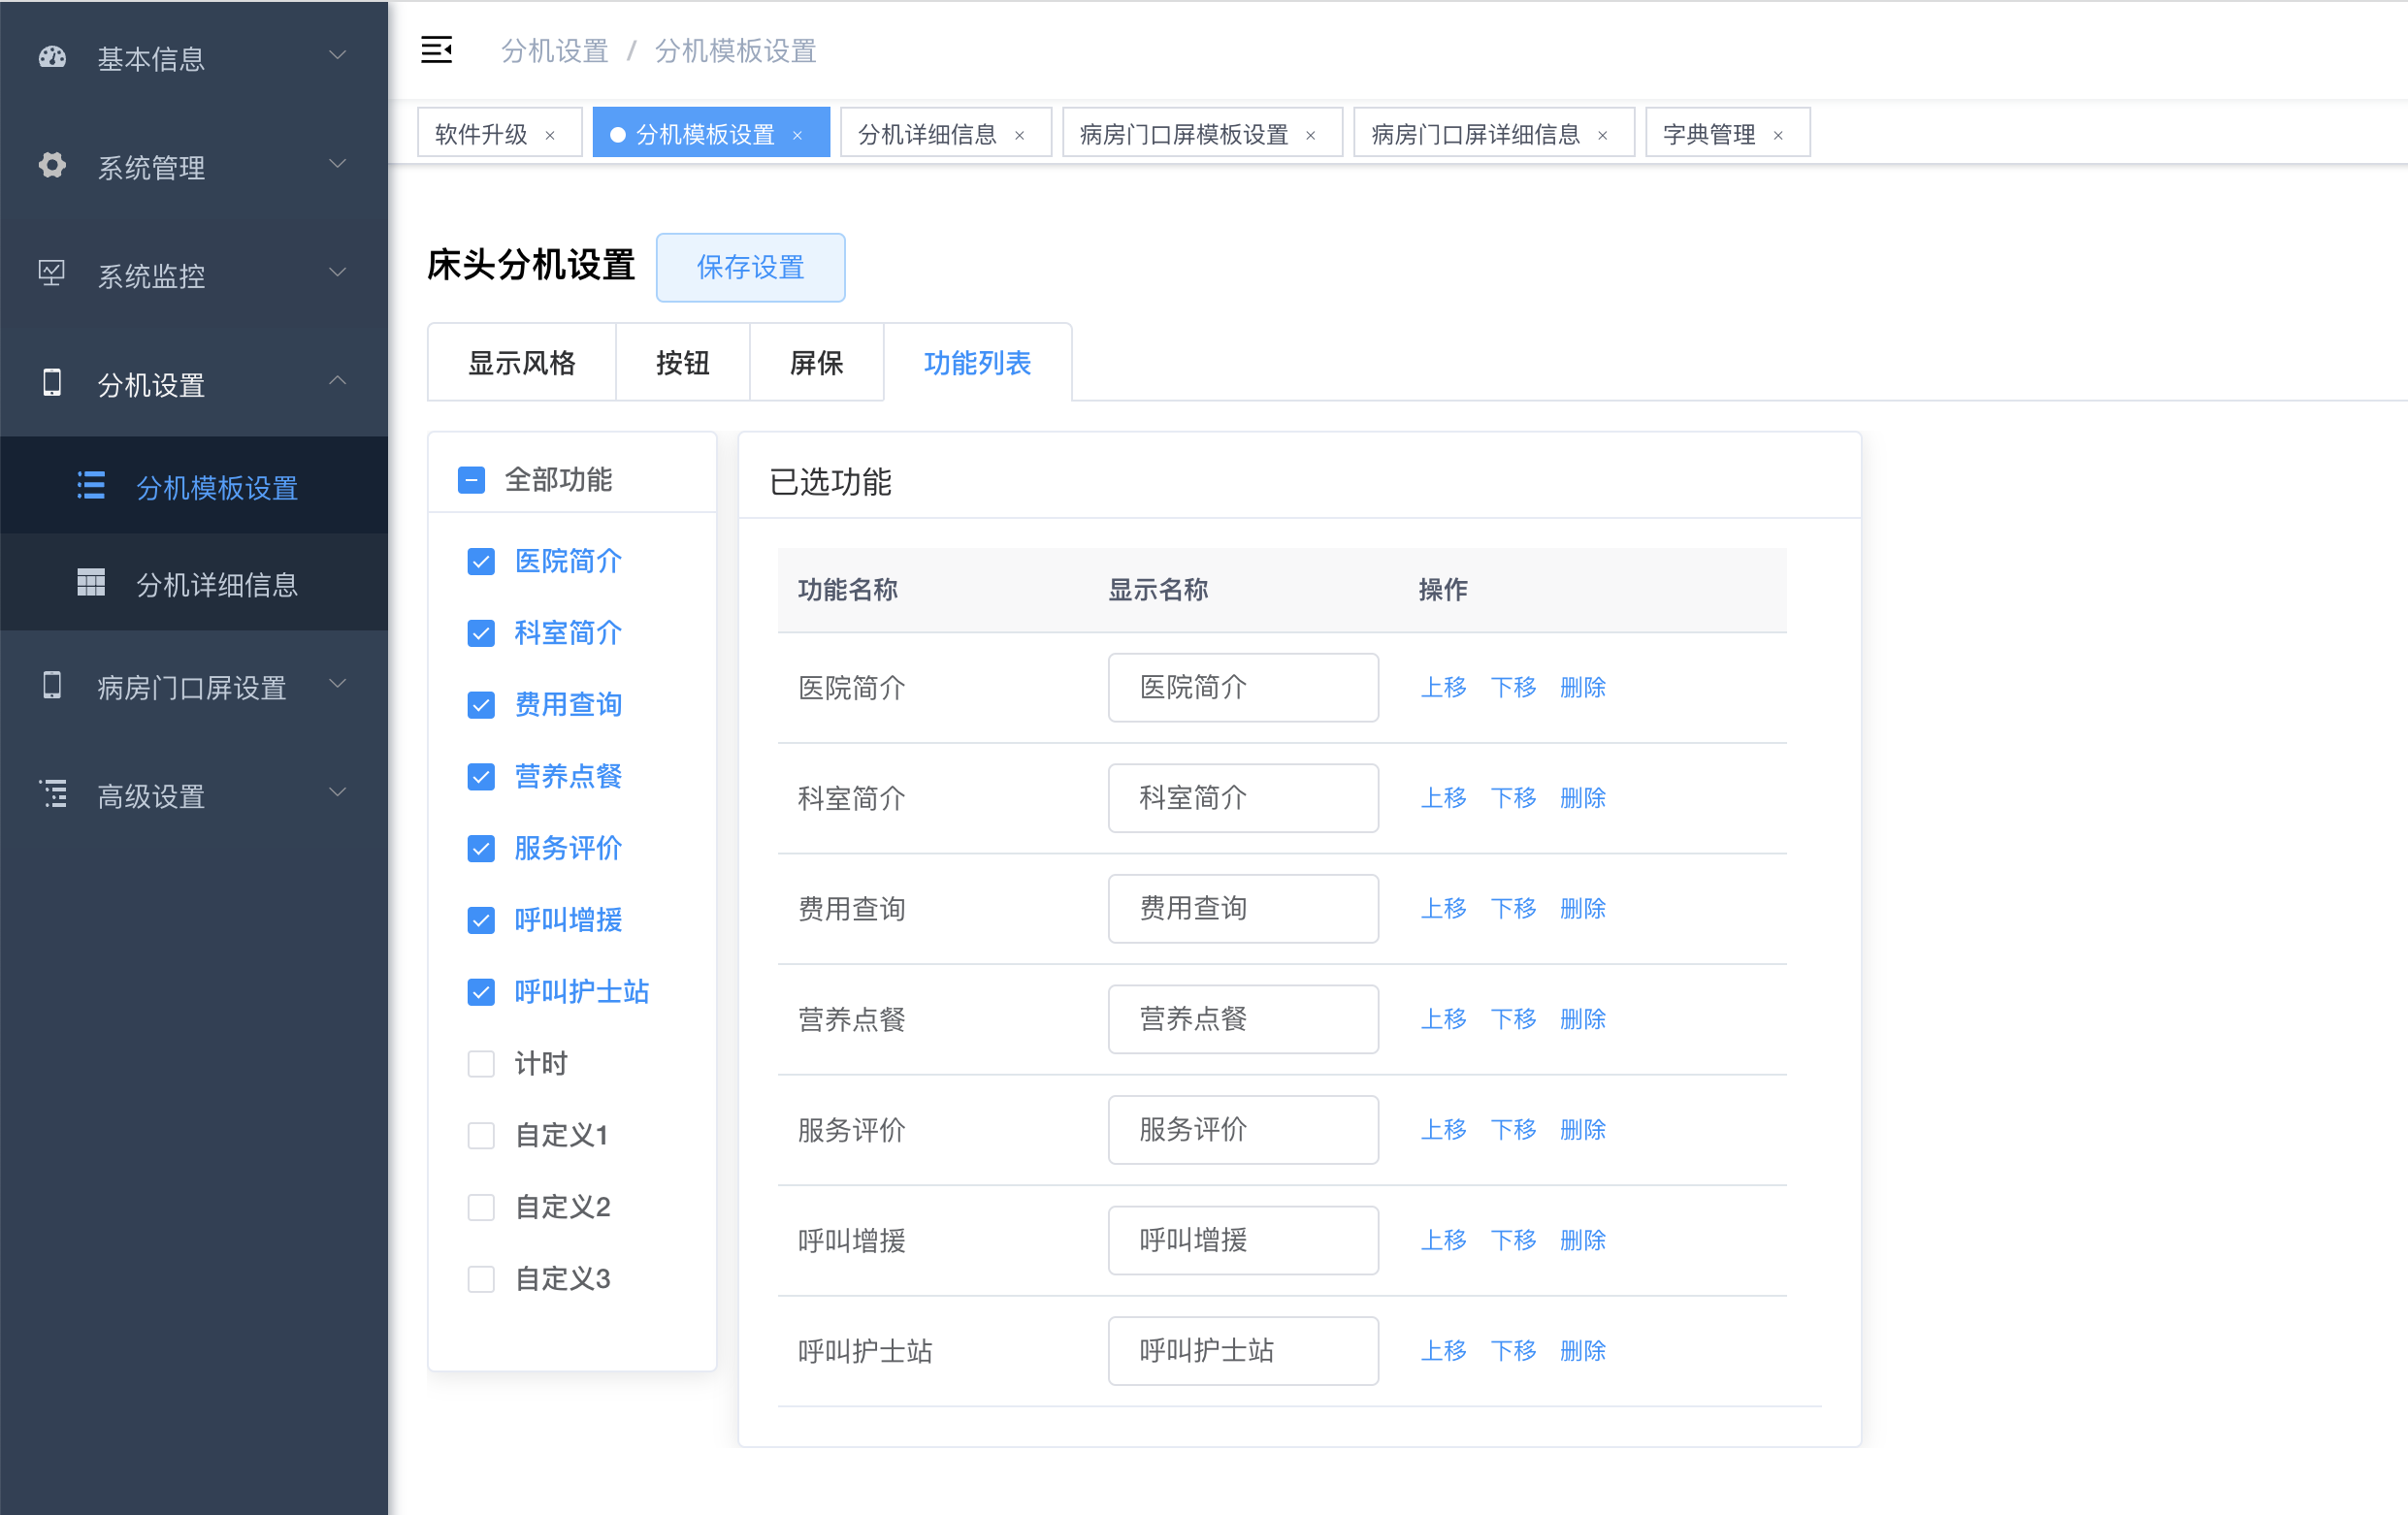 基本信息
系统管理
系统监控
分机设置
分机模板设置
分机详细信息
病房门口屏设置
高级设置
分机设置 / 分机模板设置
软件升级 × 分机模板设置 × 分机详细信息 × 病房门口屏模板设置 × 病房门口屏详细信息 × 字典管理 ×
床头分机设置 保存设置
显示风格 按钮 屏保 功能列表
全部功能
医院简介
科室简介
费用查询
营养点餐
服务评价
呼叫增援
呼叫护士站
计时
自定义1
自定义2
自定义3
已选功能
功能名称 显示名称 操作
医院简介 医院简介 上移 下移 删除
科室简介 科室简介 上移 下移 删除
费用查询 费用查询 上移 下移 删除
营养点餐 营养点餐 上移 下移 删除
服务评价 服务评价 上移 下移 删除
呼叫增援 呼叫增援 上移 下移 删除
呼叫护士站 呼叫护士站 上移 下移 删除